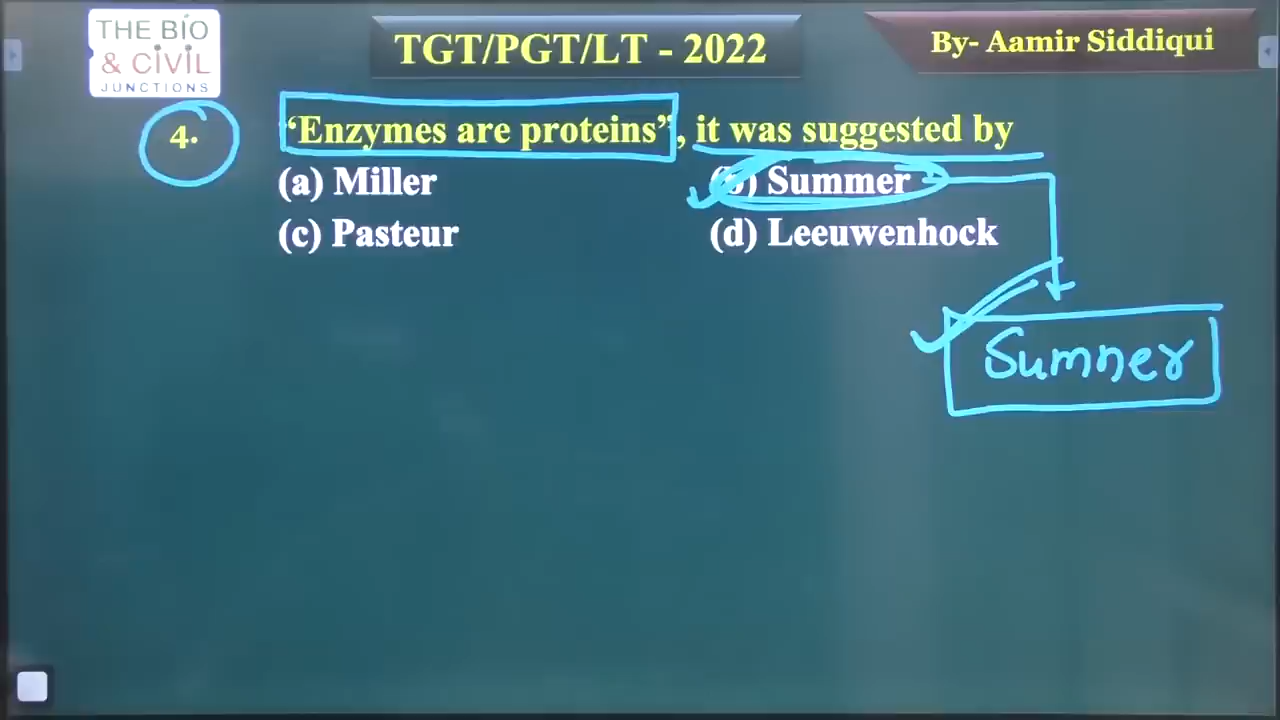 THE BIO
& CIVIL
JUNCTIONS
TGT/PGT/LT - 2022
By- Aamir Siddiqui
4. “Enzymes are proteins”, it was suggested by
(a) Miller (b) Summer
(c) Pasteur (d) Leeuwenhock
Sumner